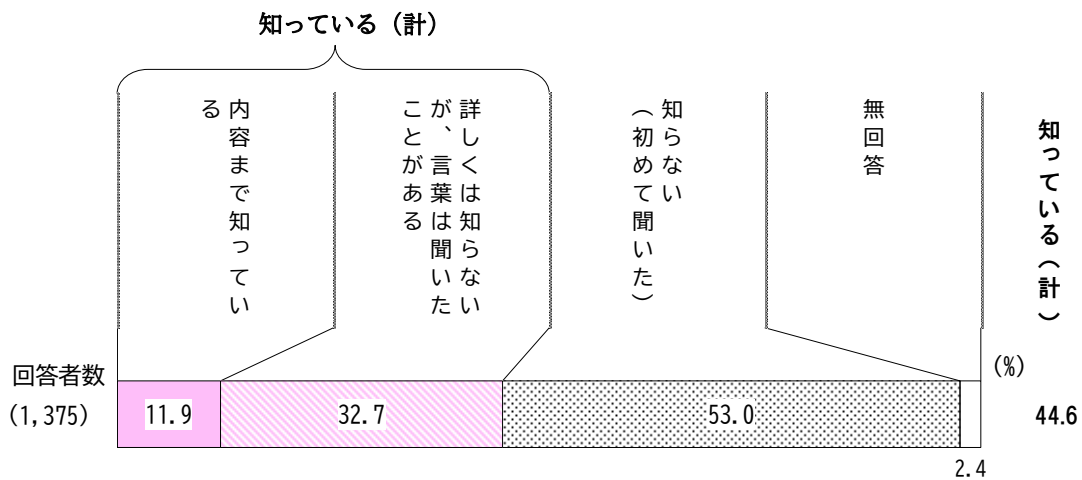 知っている（計）
内容まで知ってい
る
詳しくは知らない
が、言葉は聞いた
ことがある
知らない
（初めて聞いた）
無回答
知っている（計）
(%)
回答者数
(1,375)
11.9
32.7
53.0
44.6
2.4